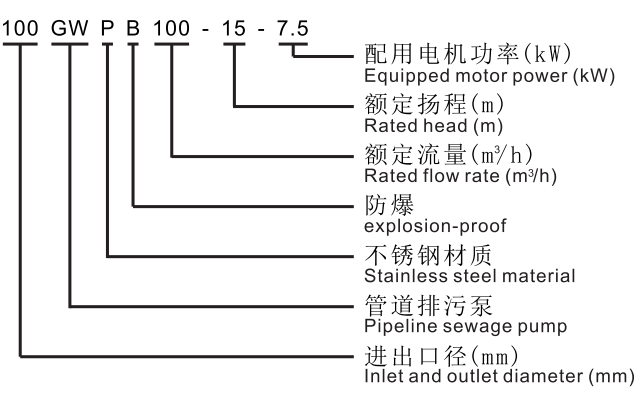 100 GW P B 100 - 15 - 7.5
配用电机功率(kW)
Equipped motor power (kW)
额定扬程(m)
Rated head (m)
额定流量(m³/h)
Rated flow rate (m³/h)
防爆
explosion-proof
不锈钢材质
Stainless steel material
管道排污泵
Pipeline sewage pump
进出口径(mm)
Inlet and outlet diameter (mm)